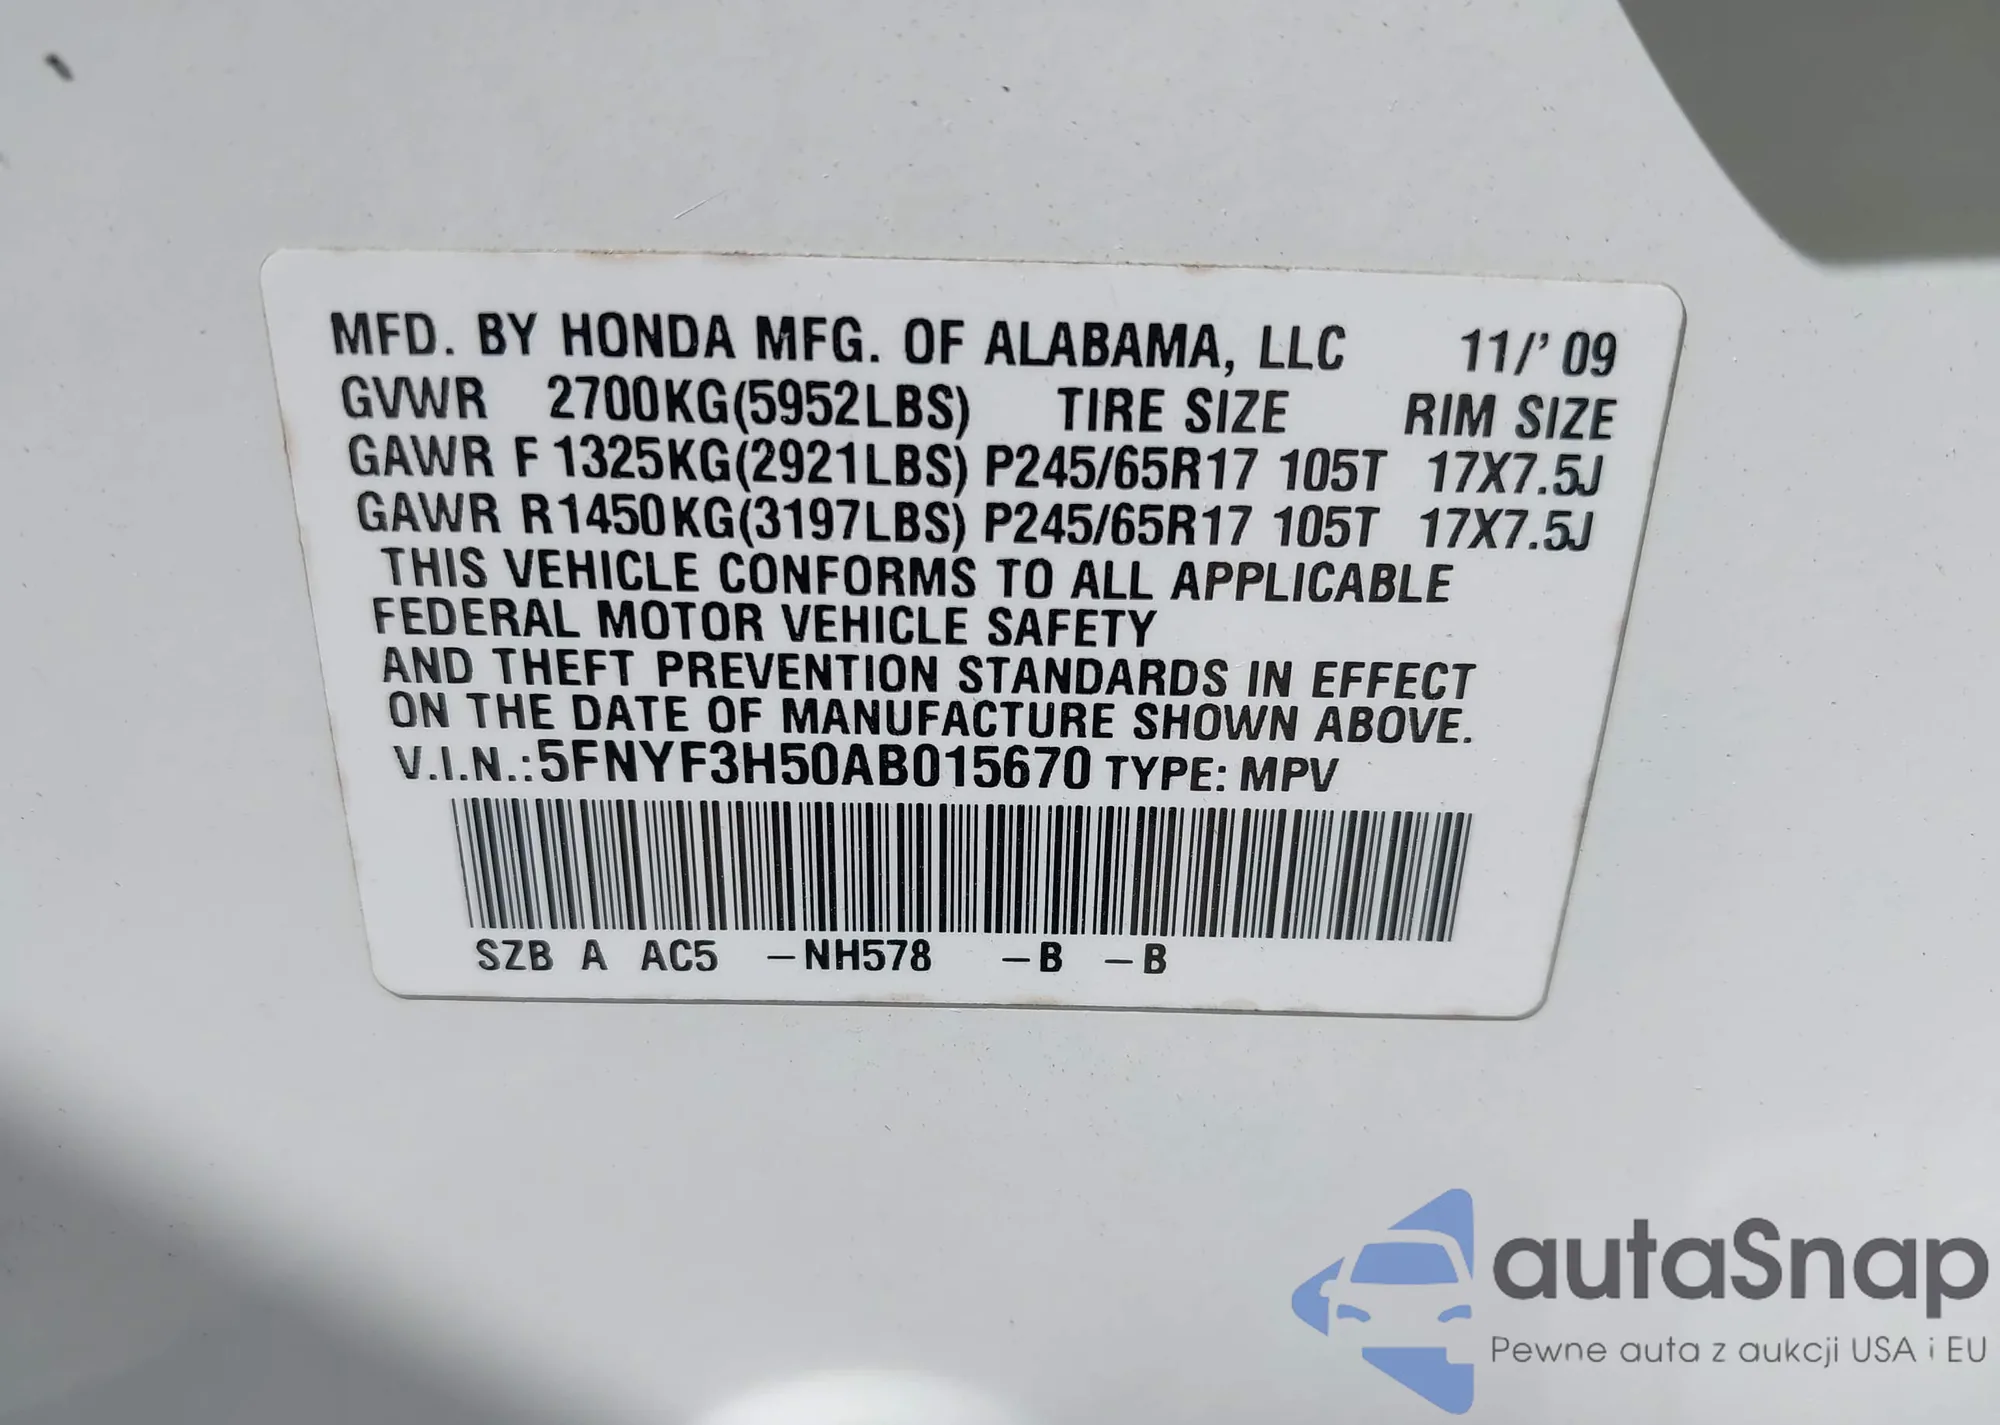 MFD. BY HONDA MFG. OF ALABAMA, LLC 11/' 09
GVWR 2700KG(5952LBS) TIRE SIZE RIM SIZE
GAWR F 1325KG(2921LBS) P245/65R17 105T 17X7.5J
GAWR R1450KG(3197LBS) P245/65R17 105T 17X7.5J
THIS VEHICLE CONFORMS TO ALL APPLICABLE
FEDERAL MOTOR VEHICLE SAFETY
AND THEFT PREVENTION STANDARDS IN EFFECT
ON THE DATE OF MANUFACTURE SHOWN ABOVE.
V.I.N.:5FNYF3H50AB015670 TYPE: MPV
SZB A AC5 –NH578 –B –B
autaSnap
Pewne auta z aukcji USA i EU